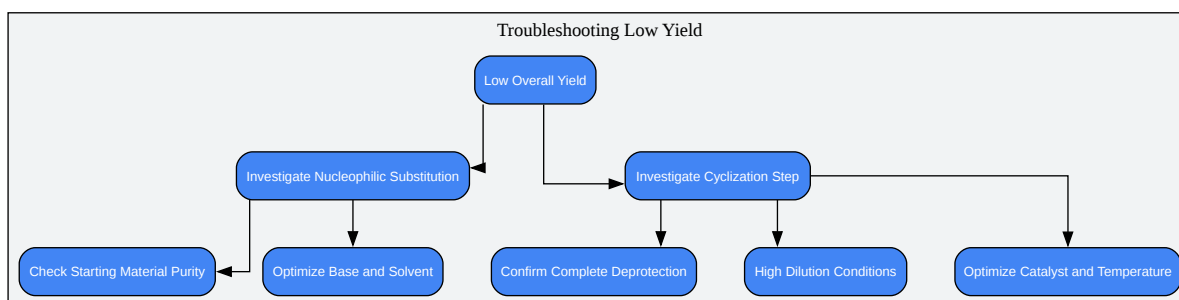 Troubleshooting Low Yield
Low Overall Yield
Investigate Nucleophilic Substitution
Investigate Cyclization Step
Check Starting Material Purity
Optimize Base and Solvent
Confirm Complete Deprotection
High Dilution Conditions
Optimize Catalyst and Temperature